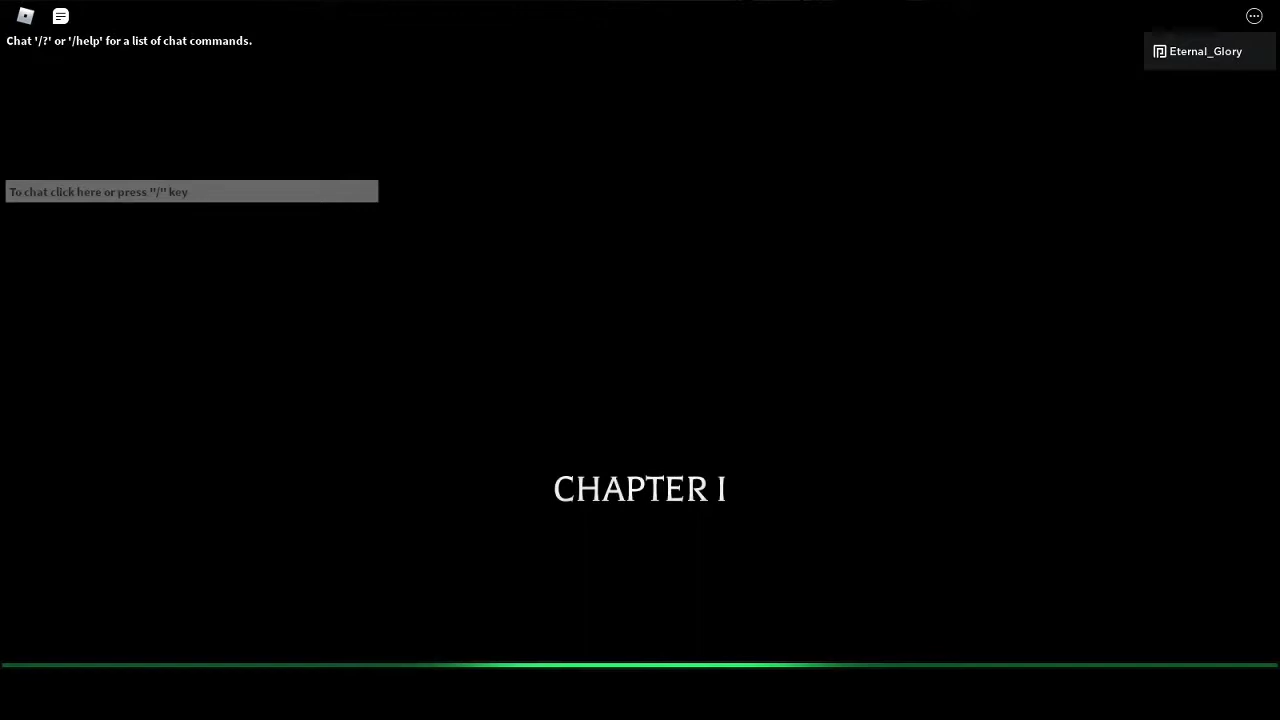 Chat '/?' or '/help' for a list of chat commands.
Eternal_Glory
To chat click here or press "/" key
CHAPTER I